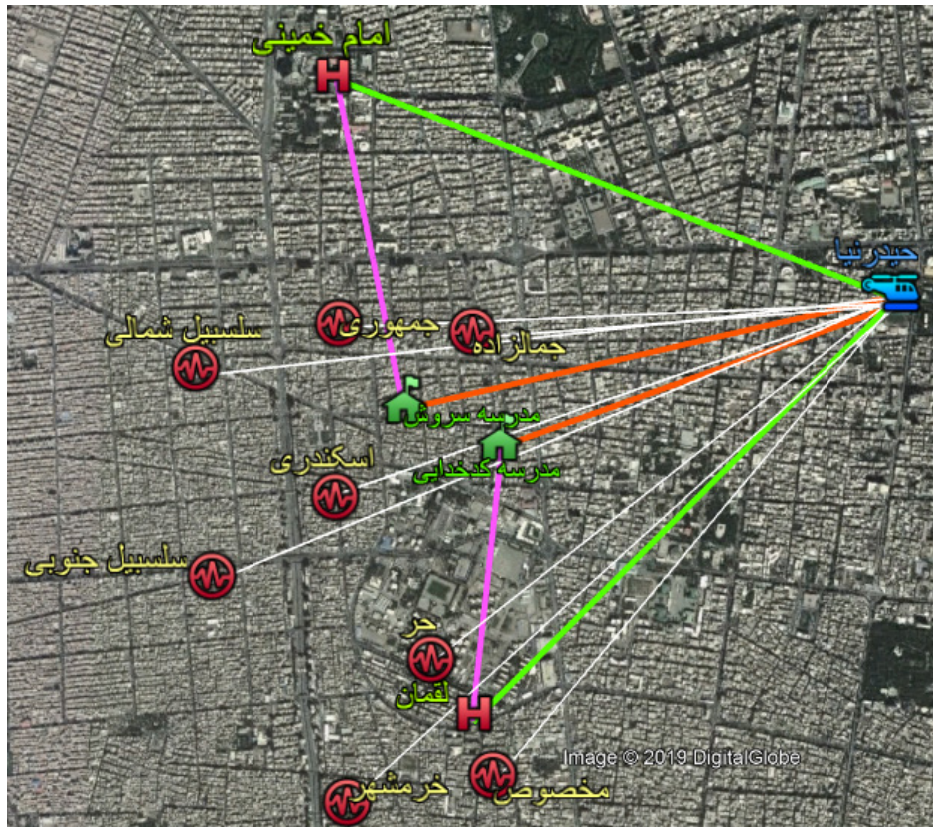 امام خمینی
حیدرنیا
جمهوری
سلسبیل شمالی
جمالزاده
مدرسه سروش
اسکندری
مدرسه کدخدایی
سلسبیل جنوبی
حر
لقمان
Image © 2019 DigitalGlobe
خرمشهر
مخصوص